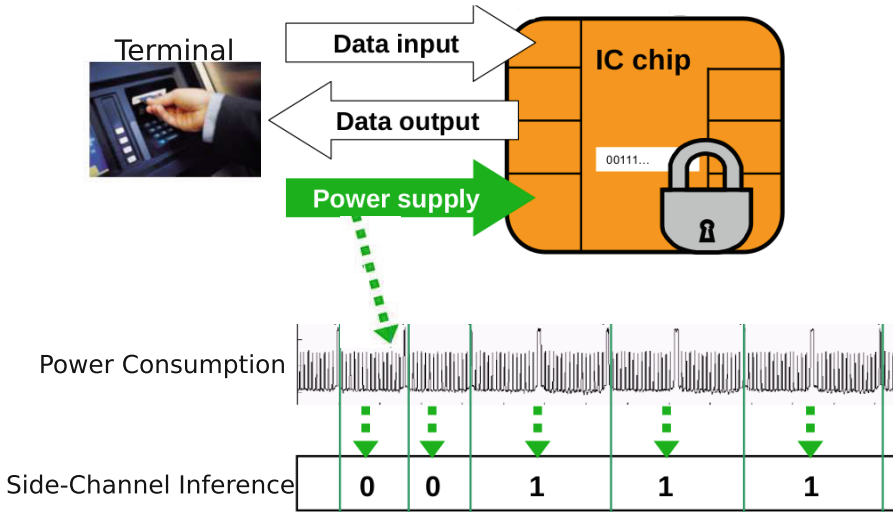 Terminal
Data input
IC chip
Data output
00111...
Power supply
Power Consumption
Side-Channel Inference
0 0 1 1 1